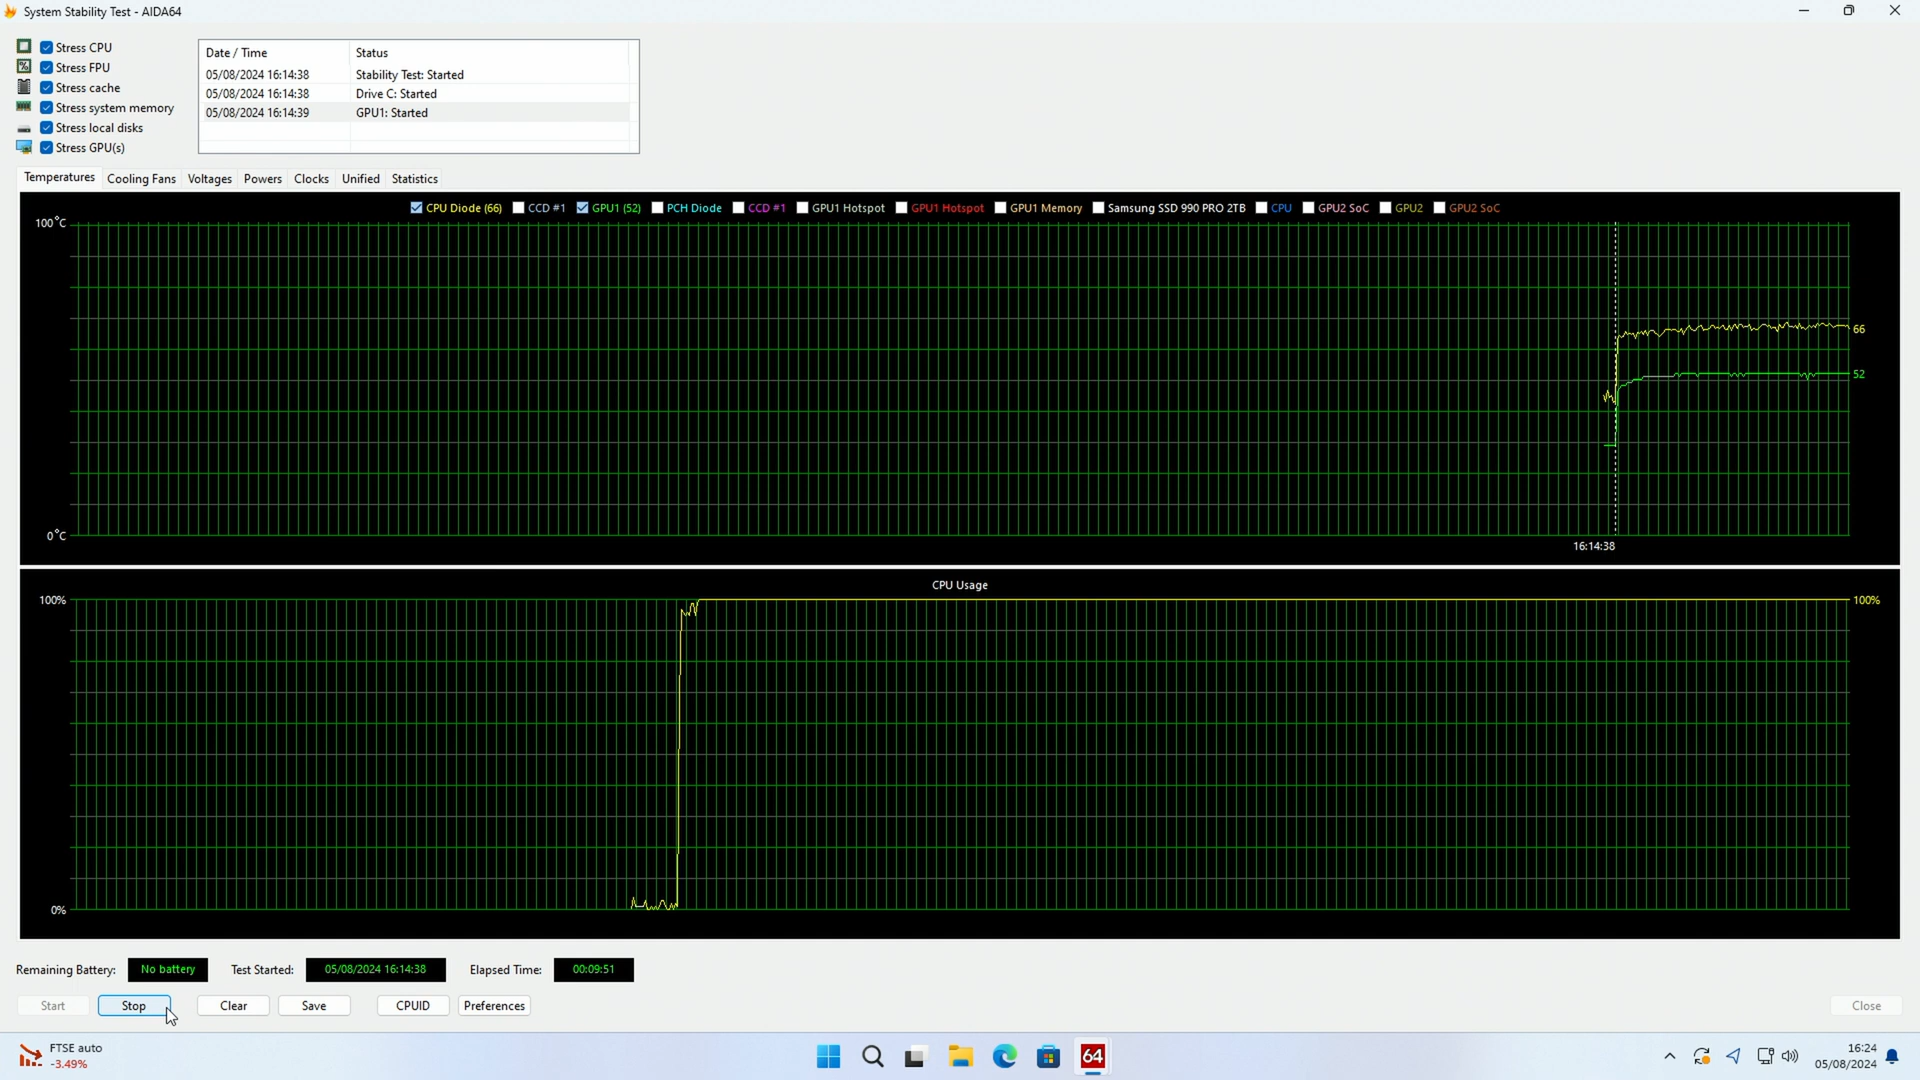 System Stability Test - AIDA64
Stress CPU
Stress FPU
Stress cache
Stress system memory
Stress local disks
Stress GPU(s)
Date / Time Status
05/08/2024 16:14:38 Stability Test: Started
05/08/2024 16:14:38 Drive C: Started
05/08/2024 16:14:39 GPU1: Started
Temperatures Cooling Fans Voltages Powers Clocks Unified Statistics
CPU Diode (66) CCD #1 GPU1 (52) PCH Diode CCD #1 GPU1 Hotspot GPU1 Hotspot GPU1 Memory Samsung SSD 990 PRO 2TB CPU GPU2 SoC GPU2 GPU2 SoC
100°C
66
52
0°C
16:14:38
CPU Usage
100% 100%
0%
Remaining Battery: No battery Test Started: 05/08/2024 16:14:38 Elapsed Time: 00:09:51
Start Stop Clear Save CPUID Preferences Close
FTSE auto
-3.49%
64
16:24
05/08/2024